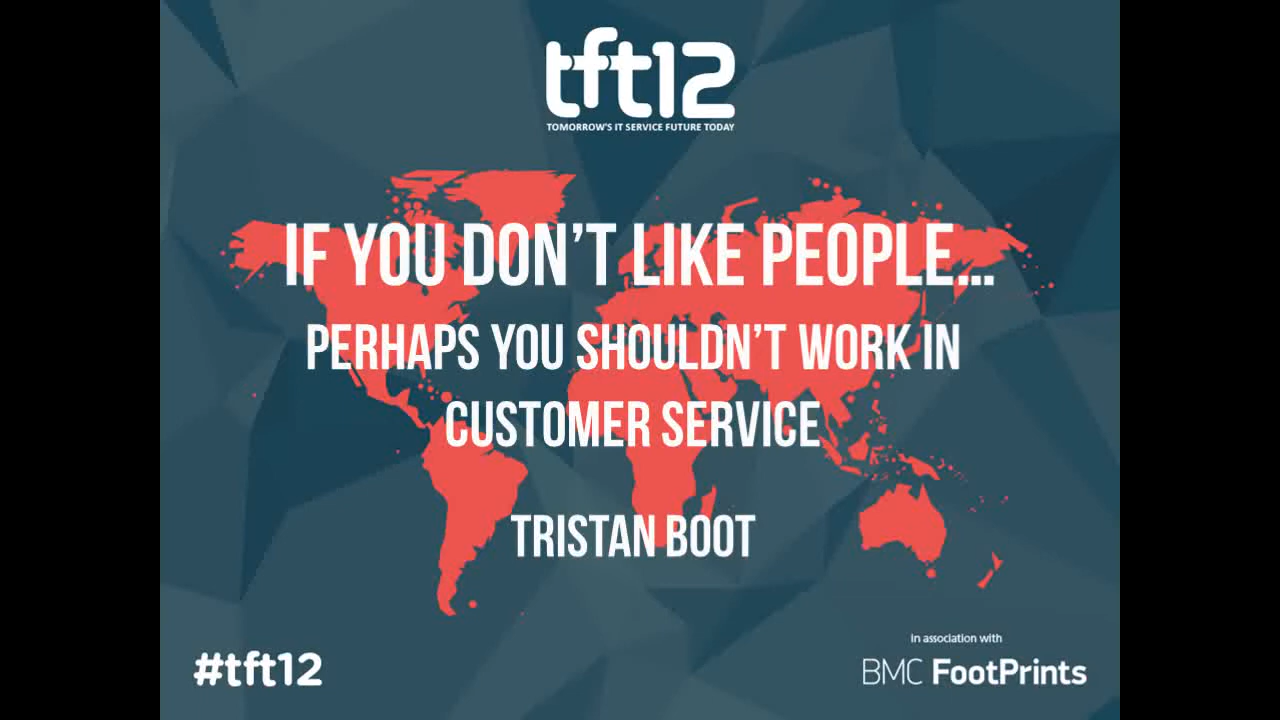 tft12
TOMORROW'S IT SERVICE FUTURE TODAY
IF YOU DON'T LIKE PEOPLE...
PERHAPS YOU SHOULDN'T WORK IN
CUSTOMER SERVICE
TRISTAN BOOT
In association with
#tft12
BMC FootPrints